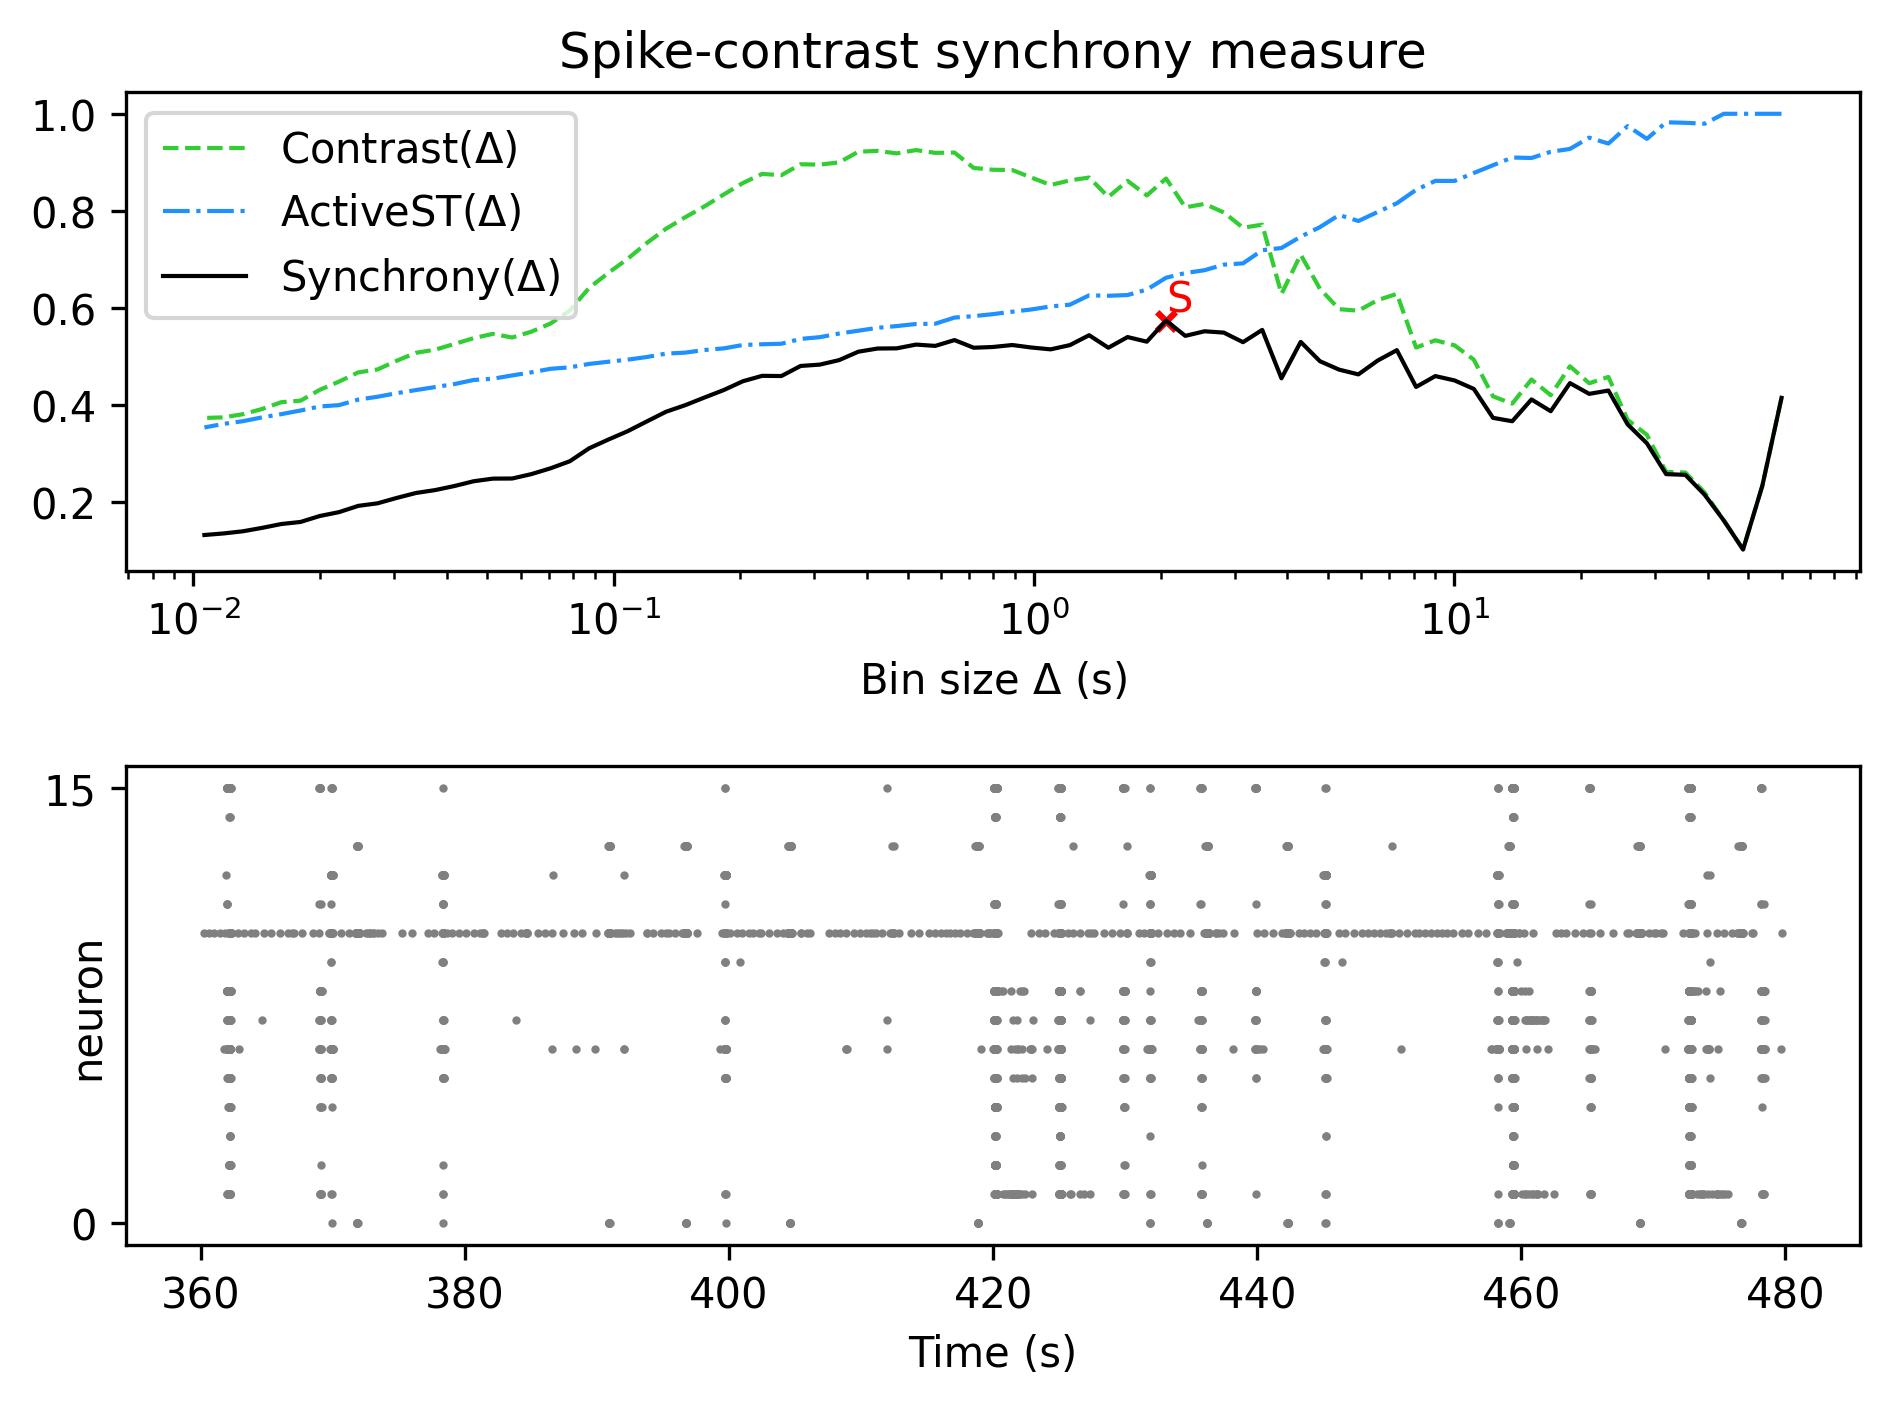 Spike-contrast synchrony measure
1.0
0.8
0.6
0.4
0.2
Contrast(Δ)
ActiveST(Δ)
Synchrony(Δ)
S
10⁻² 10⁻¹ 10⁰ 10¹
Bin size Δ (s)
15
0
neuron
360 380 400 420 440 460 480
Time (s)